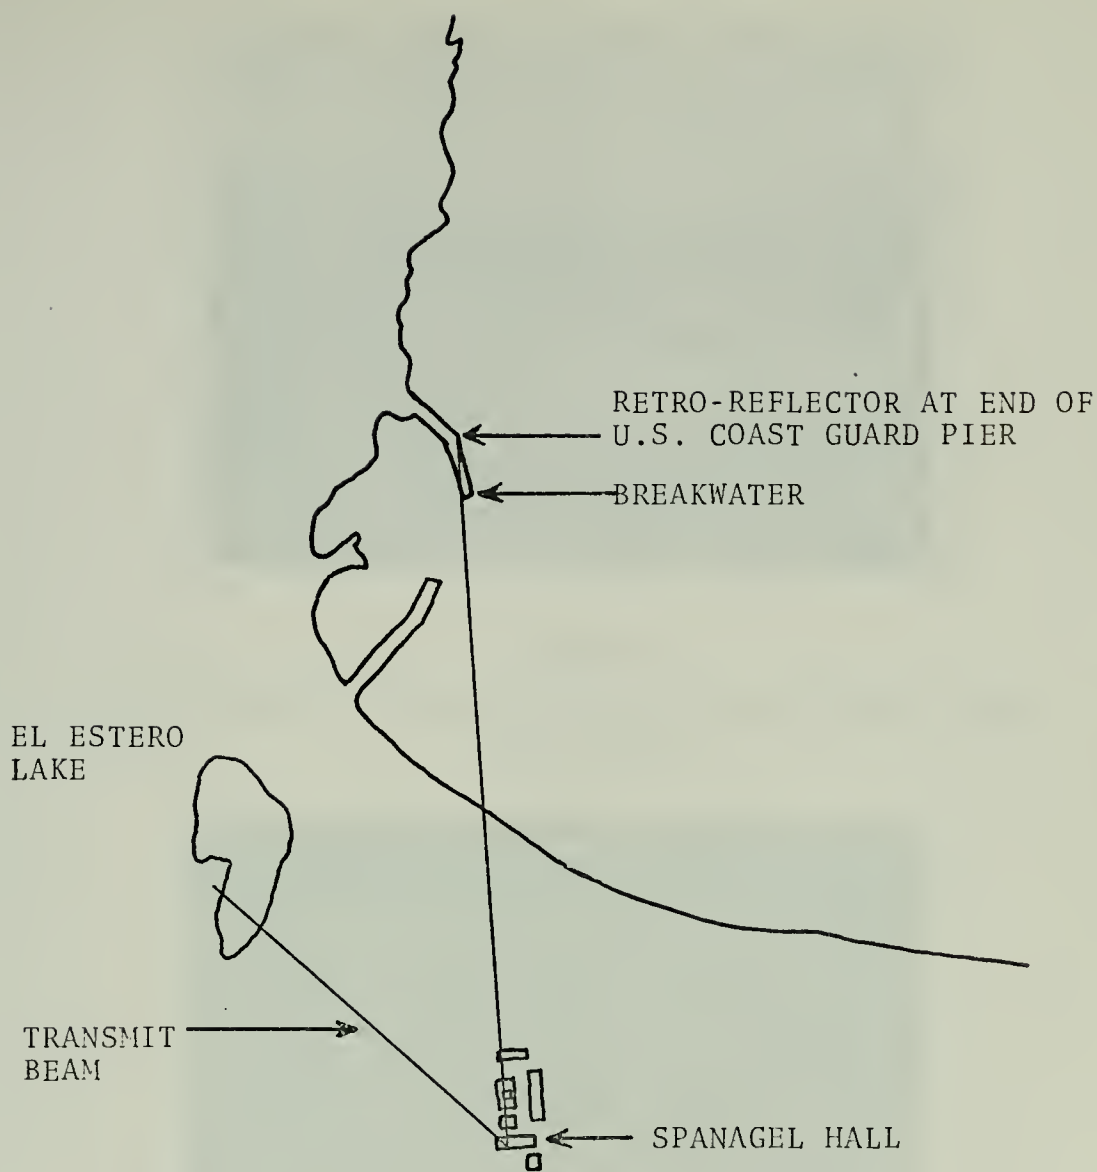 RETRO-REFLECTOR AT END OF
U.S. COAST GUARD PIER
BREAKWATER
EL ESTERO
LAKE
TRANSMIT
BEAM
SPANAGEL HALL